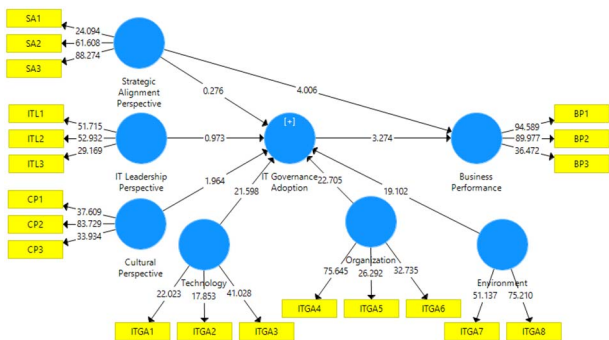 SA1
24.094
SA2
61.608
SA3
88.274
Strategic
Alignment
Perspective
0.276
4.006
ITL1
51.715
ITL2
52.932
ITL3
29.169
IT Leadership
Perspective
0.973
[+]
IT Governance
Adoption
3.274
Business
Performance
94.589
BP1
89.977
BP2
36.472
BP3
1.964
21.598
22.705
19.102
CP1
37.609
CP2
83.729
CP3
33.934
Cultural
Perspective
Technology
22.023
17.853
41.028
ITGA1
ITGA2
ITGA3
Organization
75.645
26.292
32.735
ITGA4
ITGA5
ITGA6
Environment
51.137
75.210
ITGA7
ITGA8